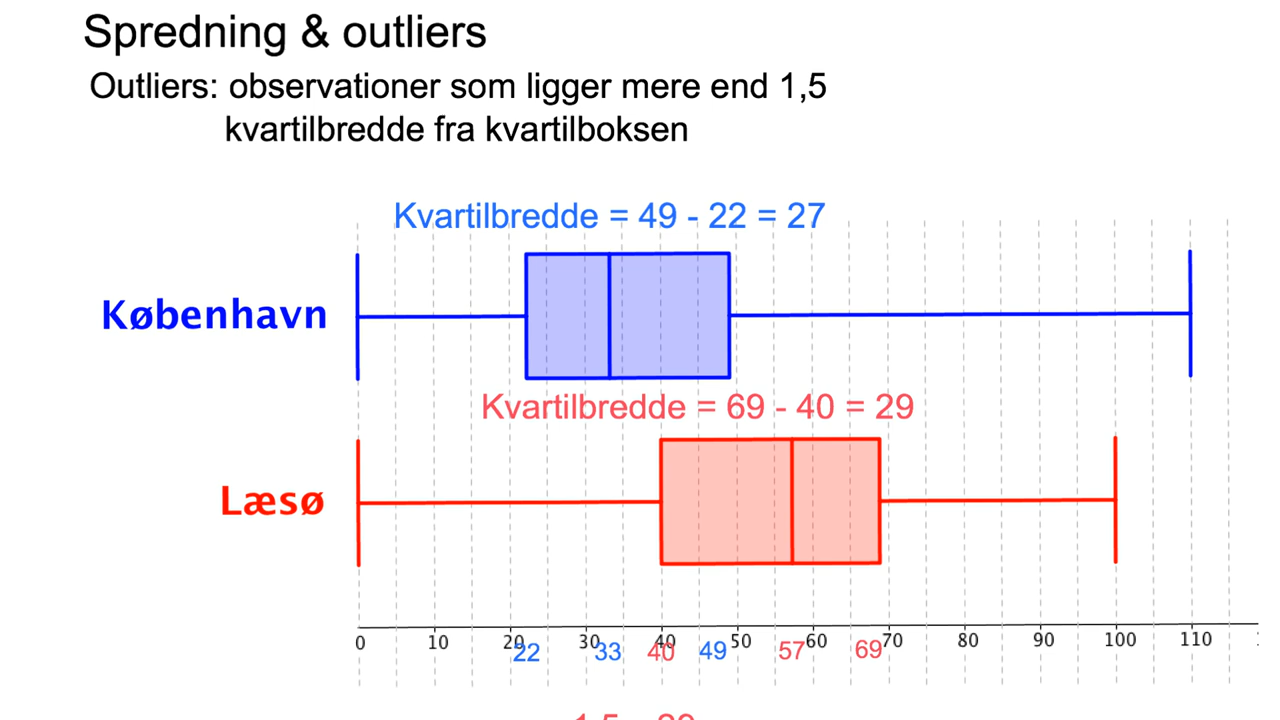 Spredning & outliers
Outliers: observationer som ligger mere end 1,5
kvartilbredde fra kvartilboksen
Kvartilbredde = 49 - 22 = 27
København
Kvartilbredde = 69 - 40 = 29
Læsø
0 10 20 30 40 50 60 70 80 90 100 110
22 33 40 49 57 69